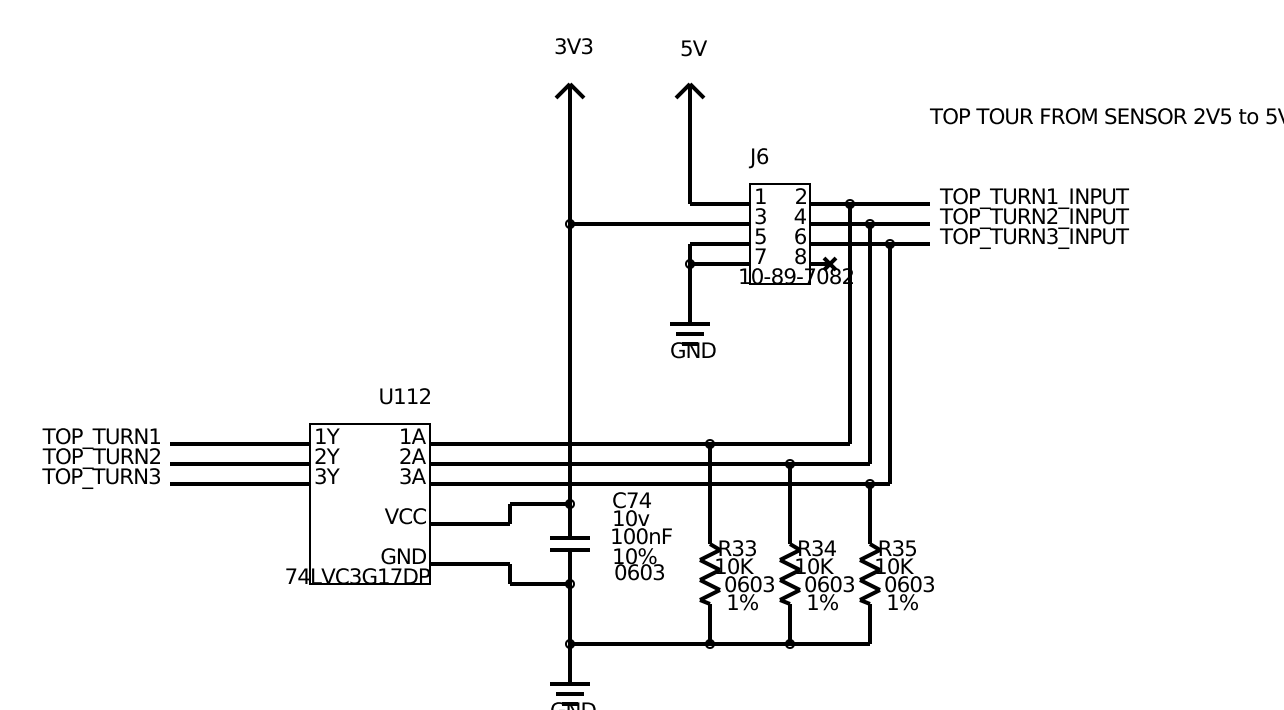 3V3
5V
TOP TOUR FROM SENSOR 2V5 to 5V
J6
1 2
3 4
5 6
7 8
10-89-7082
TOP_TURN1_INPUT
TOP_TURN2_INPUT
TOP_TURN3_INPUT
GND
U112
TOP_TURN1
TOP_TURN2
TOP_TURN3
1Y 1A
2Y 2A
3Y 3A
VCC
GND
74LVC3G17DP
C74
10v
100nF
10%
0603
R33
10K
0603
1%
R34
10K
0603
1%
R35
10K
0603
1%
GND